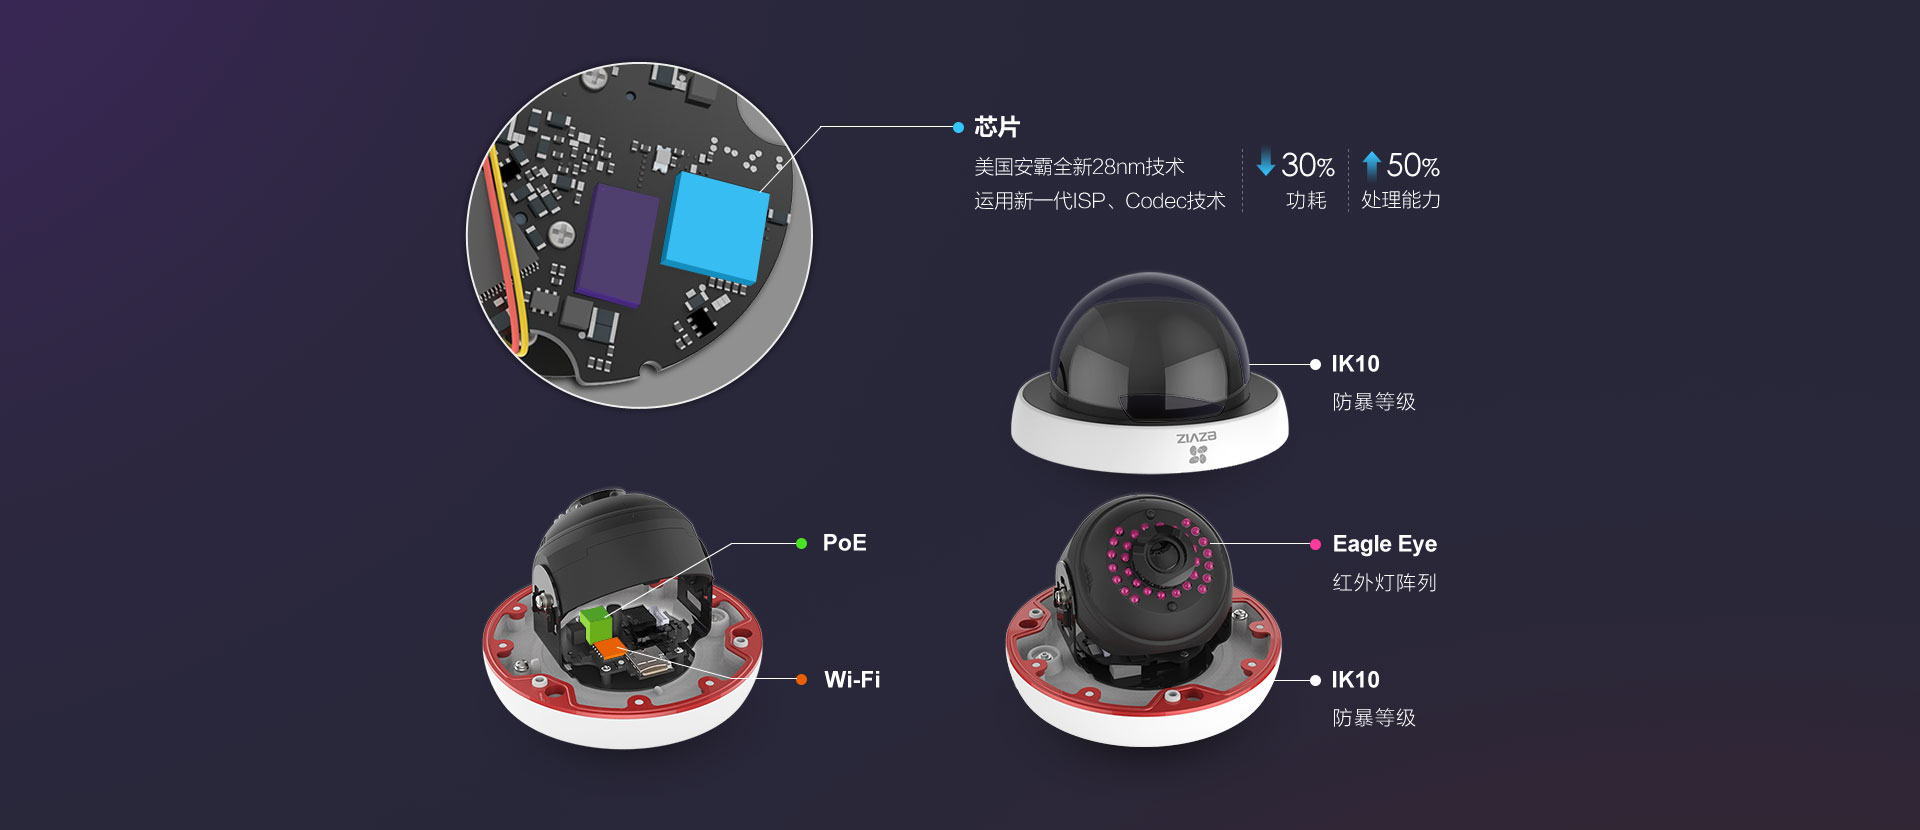 芯片
美国安霸全新28nm技术
运用新一代ISP、Codec技术
30%
功耗
50%
处理能力
IK10
防暴等级
EZVIZ
PoE
Eagle Eye
红外灯阵列
Wi-Fi
IK10
防暴等级